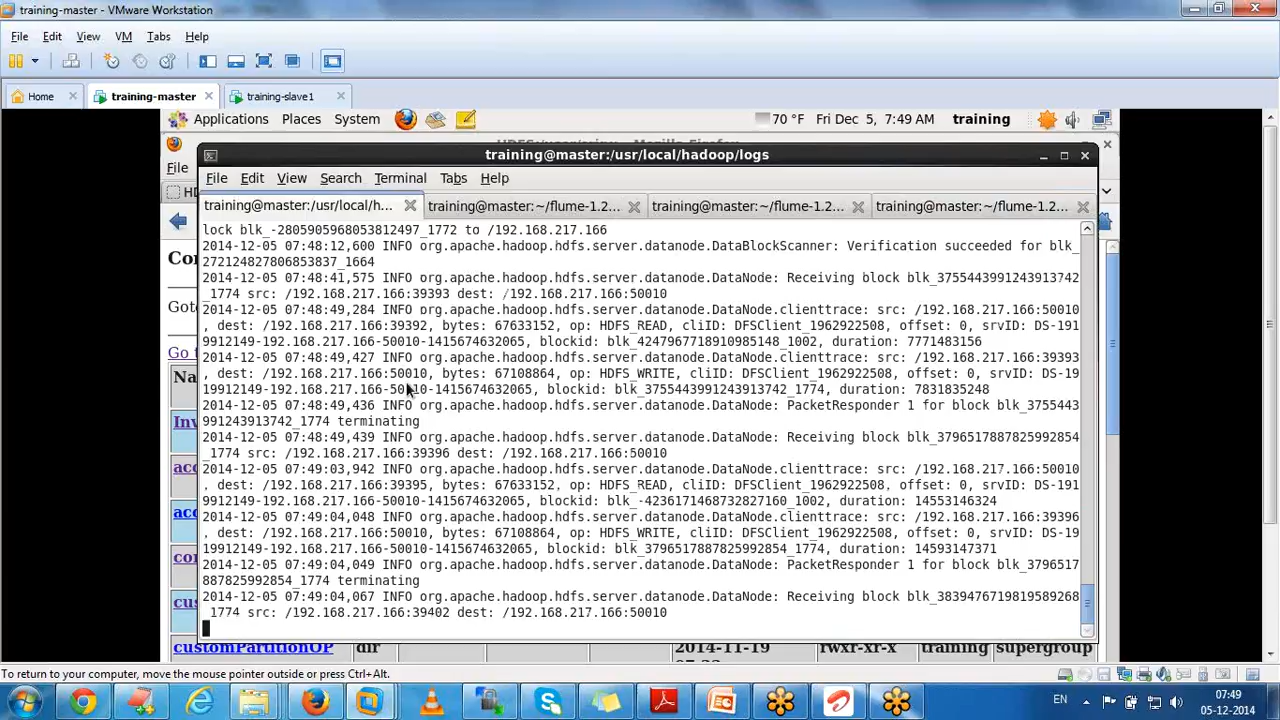 training-master - VMware Workstation
File Edit View VM Tabs Help
Home training-master training-slave1
Applications Places System 70 °F Fri Dec 5, 7:49 AM training
training@master:/usr/local/hadoop/logs
File
File Edit View Search Terminal Tabs Help
training@master:/usr/local/h... training@master:~/flume-1.2... training@master:~/flume-1.2... training@master:~/flume-1.2...
lock blk_-2805905968053812497_1772 to /192.168.217.166
2014-12-05 07:48:12,600 INFO org.apache.hadoop.hdfs.server.datanode.DataBlockScanner: Verification succeeded for blk_
272124827806853837_1664
2014-12-05 07:48:41,575 INFO org.apache.hadoop.hdfs.server.datanode.DataNode: Receiving block blk_3755443991243913742
_1774 src: /192.168.217.166:39393 dest: /192.168.217.166:50010
2014-12-05 07:48:49,284 INFO org.apache.hadoop.hdfs.server.datanode.DataNode.clienttrace: src: /192.168.217.166:50010
, dest: /192.168.217.166:39392, bytes: 67633152, op: HDFS_READ, cliID: DFSClient_1962922508, offset: 0, srvID: DS-191
9912149-192.168.217.166-50010-1415674632065, blockid: blk_4247967718910985148_1002, duration: 7771483156
2014-12-05 07:48:49,427 INFO org.apache.hadoop.hdfs.server.datanode.DataNode.clienttrace: src: /192.168.217.166:39393
, dest: /192.168.217.166:50010, bytes: 67108864, op: HDFS_WRITE, cliID: DFSClient_1962922508, offset: 0, srvID: DS-1
919912149-192.168.217.166-50010-1415674632065, blockid: blk_3755443991243913742_1774, duration: 7831835248
2014-12-05 07:48:49,436 INFO org.apache.hadoop.hdfs.server.datanode.DataNode: PacketResponder 1 for block blk_3755443
991243913742_1774 terminating
2014-12-05 07:48:49,439 INFO org.apache.hadoop.hdfs.server.datanode.DataNode: Receiving block blk_3796517887825992854
_1774 src: /192.168.217.166:39396 dest: /192.168.217.166:50010
2014-12-05 07:49:03,942 INFO org.apache.hadoop.hdfs.server.datanode.DataNode.clienttrace: src: /192.168.217.166:50010
, dest: /192.168.217.166:39395, bytes: 67633152, op: HDFS_READ, cliID: DFSClient_1962922508, offset: 0, srvID: DS-191
9912149-192.168.217.166-50010-1415674632065, blockid: blk_-4236171468732827160_1002, duration: 14553146324
2014-12-05 07:49:04,048 INFO org.apache.hadoop.hdfs.server.datanode.DataNode.clienttrace: src: /192.168.217.166:39396
, dest: /192.168.217.166:50010, bytes: 67108864, op: HDFS_WRITE, cliID: DFSClient_1962922508, offset: 0, srvID: DS-1
919912149-192.168.217.166-50010-1415674632065, blockid: blk_3796517887825992854_1774, duration: 14593147371
2014-12-05 07:49:04,049 INFO org.apache.hadoop.hdfs.server.datanode.DataNode: PacketResponder 1 for block blk_3796517
887825992854_1774 terminating
2014-12-05 07:49:04,067 INFO org.apache.hadoop.hdfs.server.datanode.DataNode: Receiving block blk_3839476719819589268
_1774 src: /192.168.217.166:39402 dest: /192.168.217.166:50010
customPartitionOP dir 2014-11-19 rwxr-xr-x training supergroup
To return to your computer, move the mouse pointer outside or press Ctrl+Alt.
EN 07:49
05-12-2014